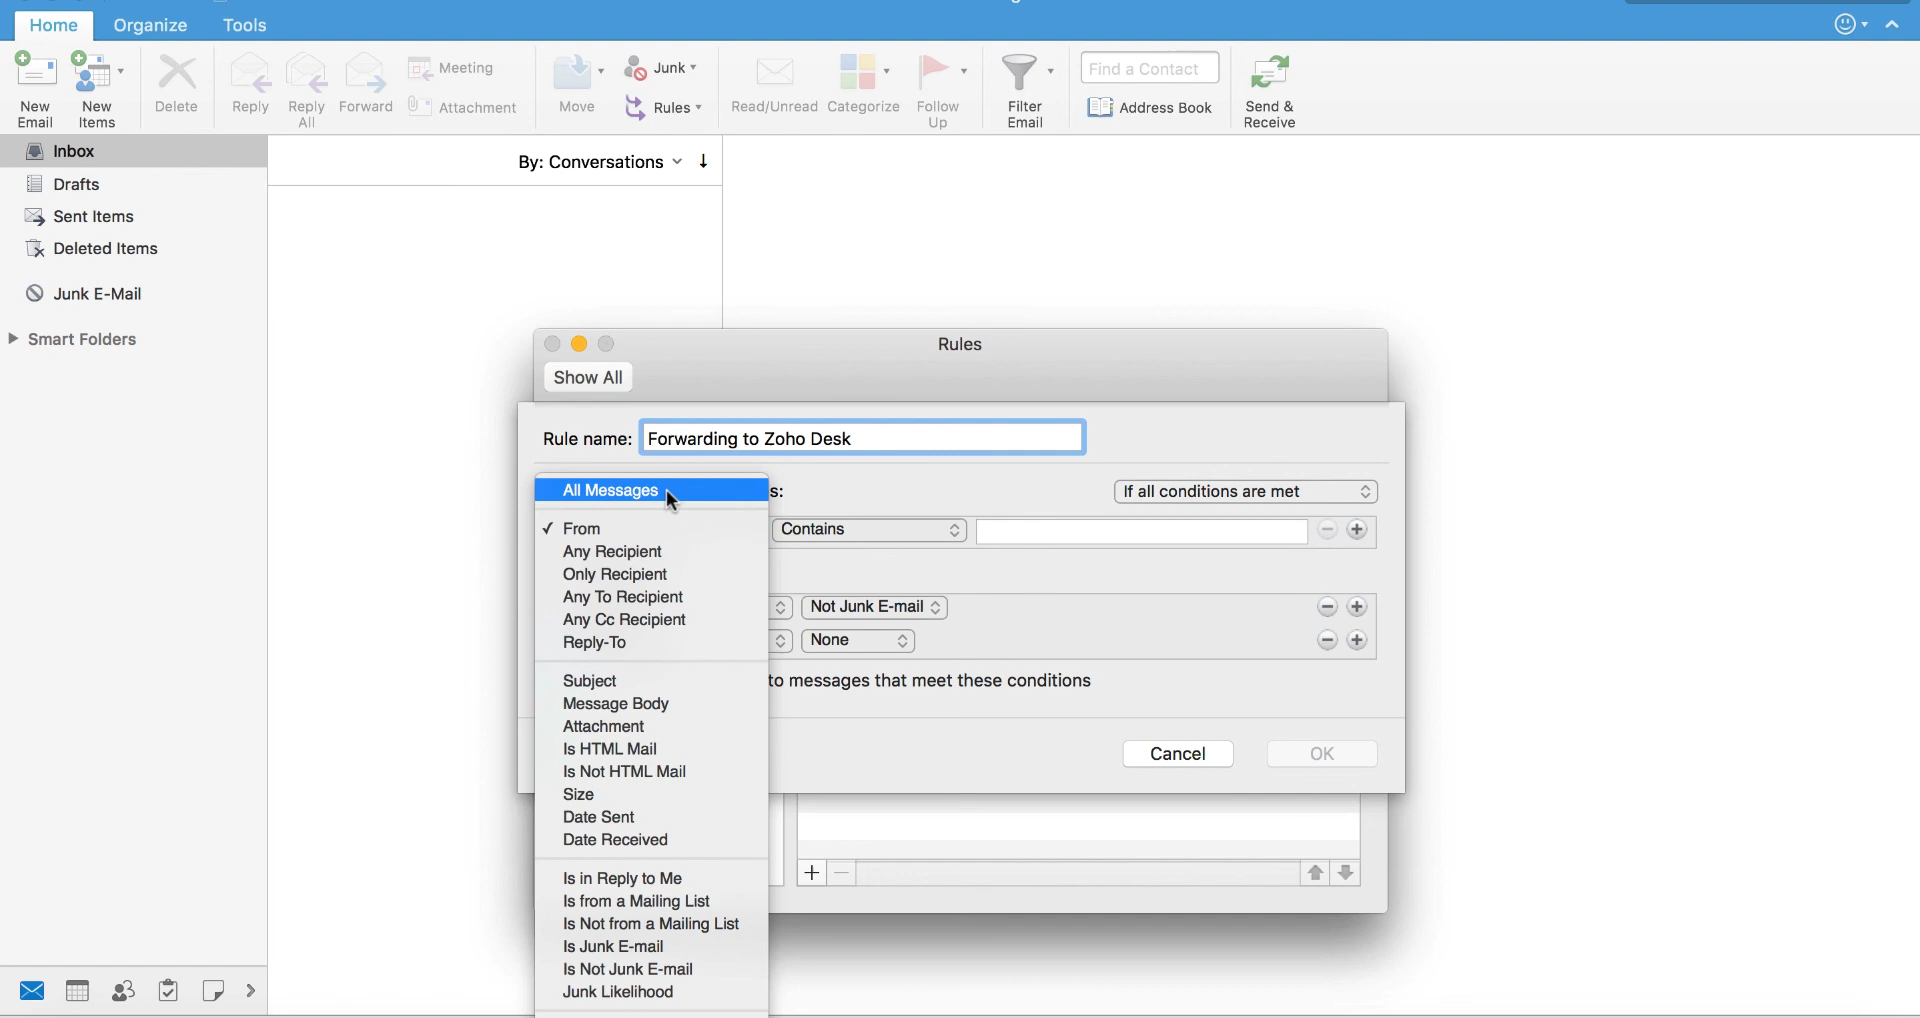 Home
Organize
Tools
New
Email
New
Items
Delete
Reply
Reply
All
Forward
Meeting
Attachment
Move
Junk
Rules
Read/Unread
Categorize
Follow
Up
Filter
Email
Find a Contact
Address Book
Send &
Receive
Inbox
Drafts
Sent Items
Deleted Items
Junk E-Mail
Smart Folders
By: Conversations
Rules
Show All
Rule name:
Forwarding to Zoho Desk
All Messages
s:
If all conditions are met
From
Contains
Any Recipient
Only Recipient
Any To Recipient
Not Junk E-mail
Any Cc Recipient
Reply-To
None
Subject
to messages that meet these conditions
Message Body
Attachment
Is HTML Mail
Is Not HTML Mail
Cancel
OK
Size
Date Sent
Date Received
Is in Reply to Me
Is from a Mailing List
Is Not from a Mailing List
Is Junk E-mail
Is Not Junk E-mail
Junk Likelihood